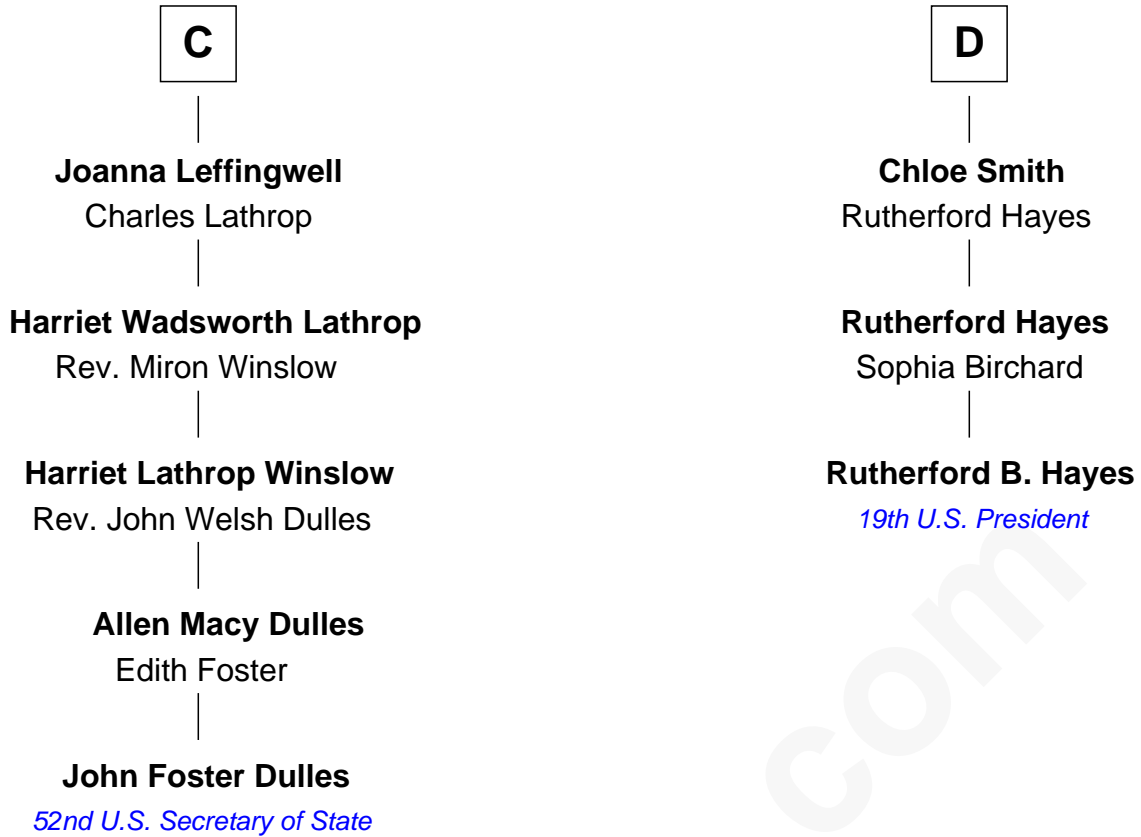 C
Joanna Leffingwell
Charles Lathrop
Harriet Wadsworth Lathrop
Rev. Miron Winslow
Harriet Lathrop Winslow
Rev. John Welsh Dulles
Allen Macy Dulles
Edith Foster
John Foster Dulles
52nd U.S. Secretary of State
D
Chloe Smith
Rutherford Hayes
Rutherford Hayes
Sophia Birchard
Rutherford B. Hayes
19th U.S. President
com